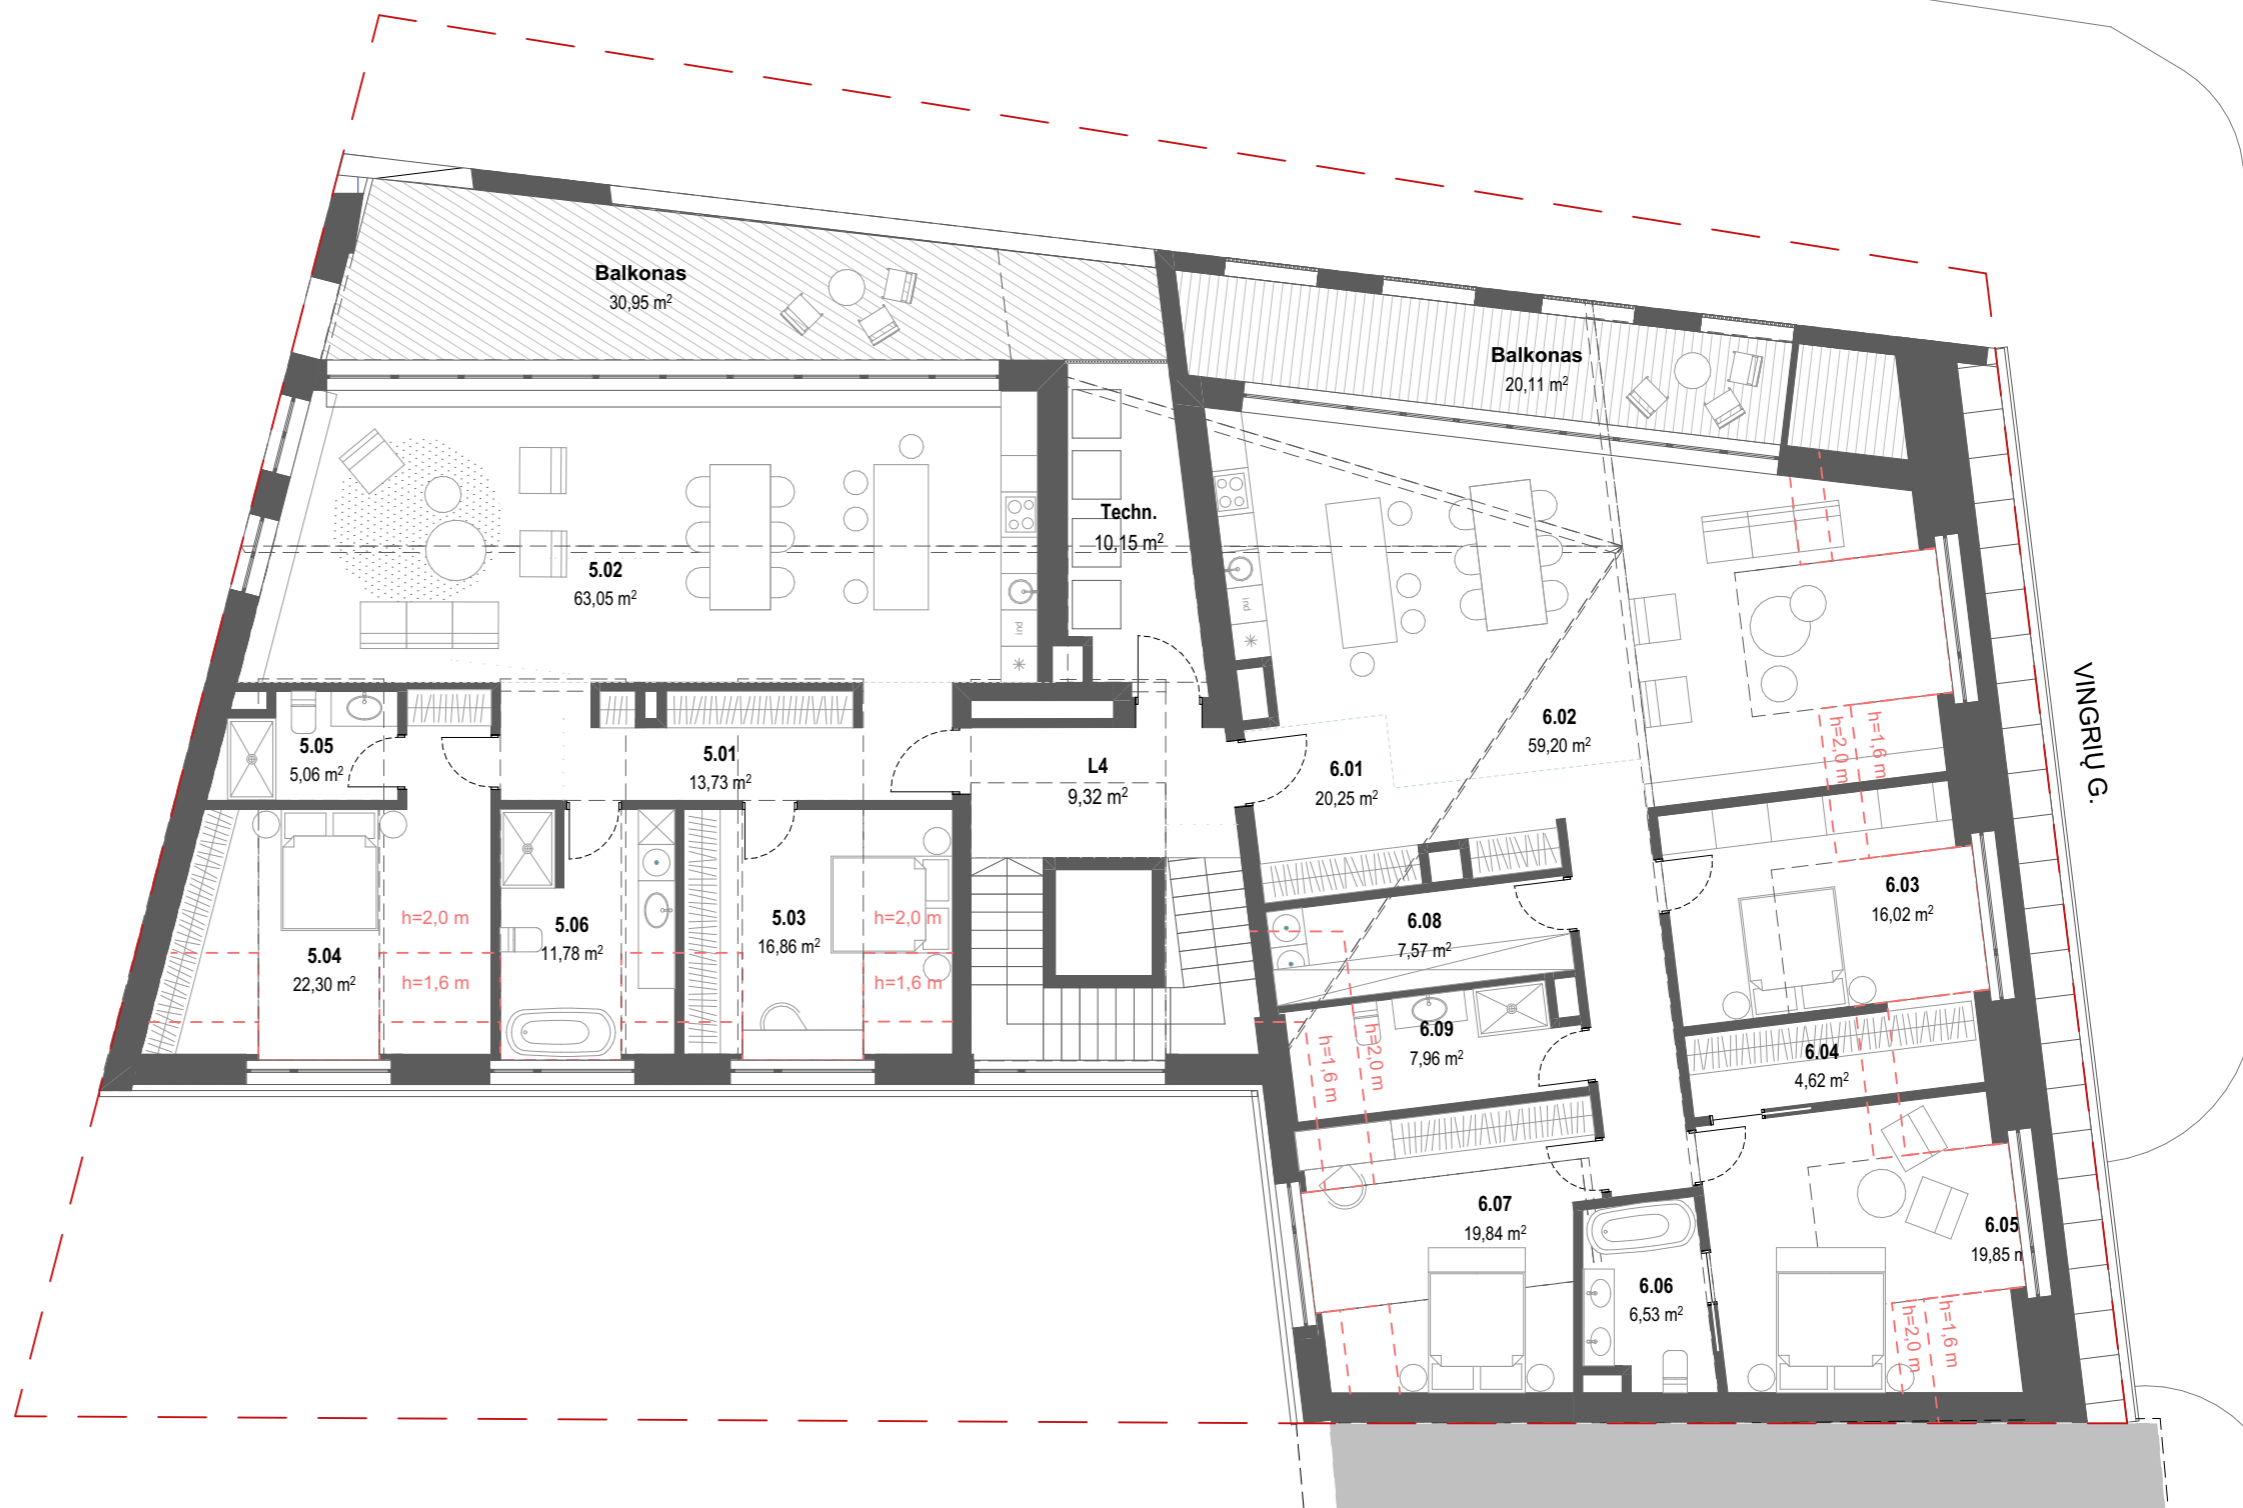 Balkonas
30,95 m²
Balkonas
20,11 m²
Techn.
10,15 m²
5.02
63,05 m²
ind
ind
6.02
59,20 m²
VINGRIŲ G.
h=2,0 m
h=1,6 m
5.05
5,06 m²
5.01
13,73 m²
L4
9,32 m²
6.01
20,25 m²
6.03
16,02 m²
h=2,0 m
h=2,0 m
5.04
22,30 m²
5.06
11,78 m²
5.03
16,86 m²
6.08
7,57 m²
h=1,6 m
h=1,6 m
6.09
7,96 m²
h=1,6 m
h=2,0 m
6.04
4,62 m²
6.07
19,84 m²
6.05
19,85 m
6.06
6,53 m²
h=2,0 m
h=1,6 m